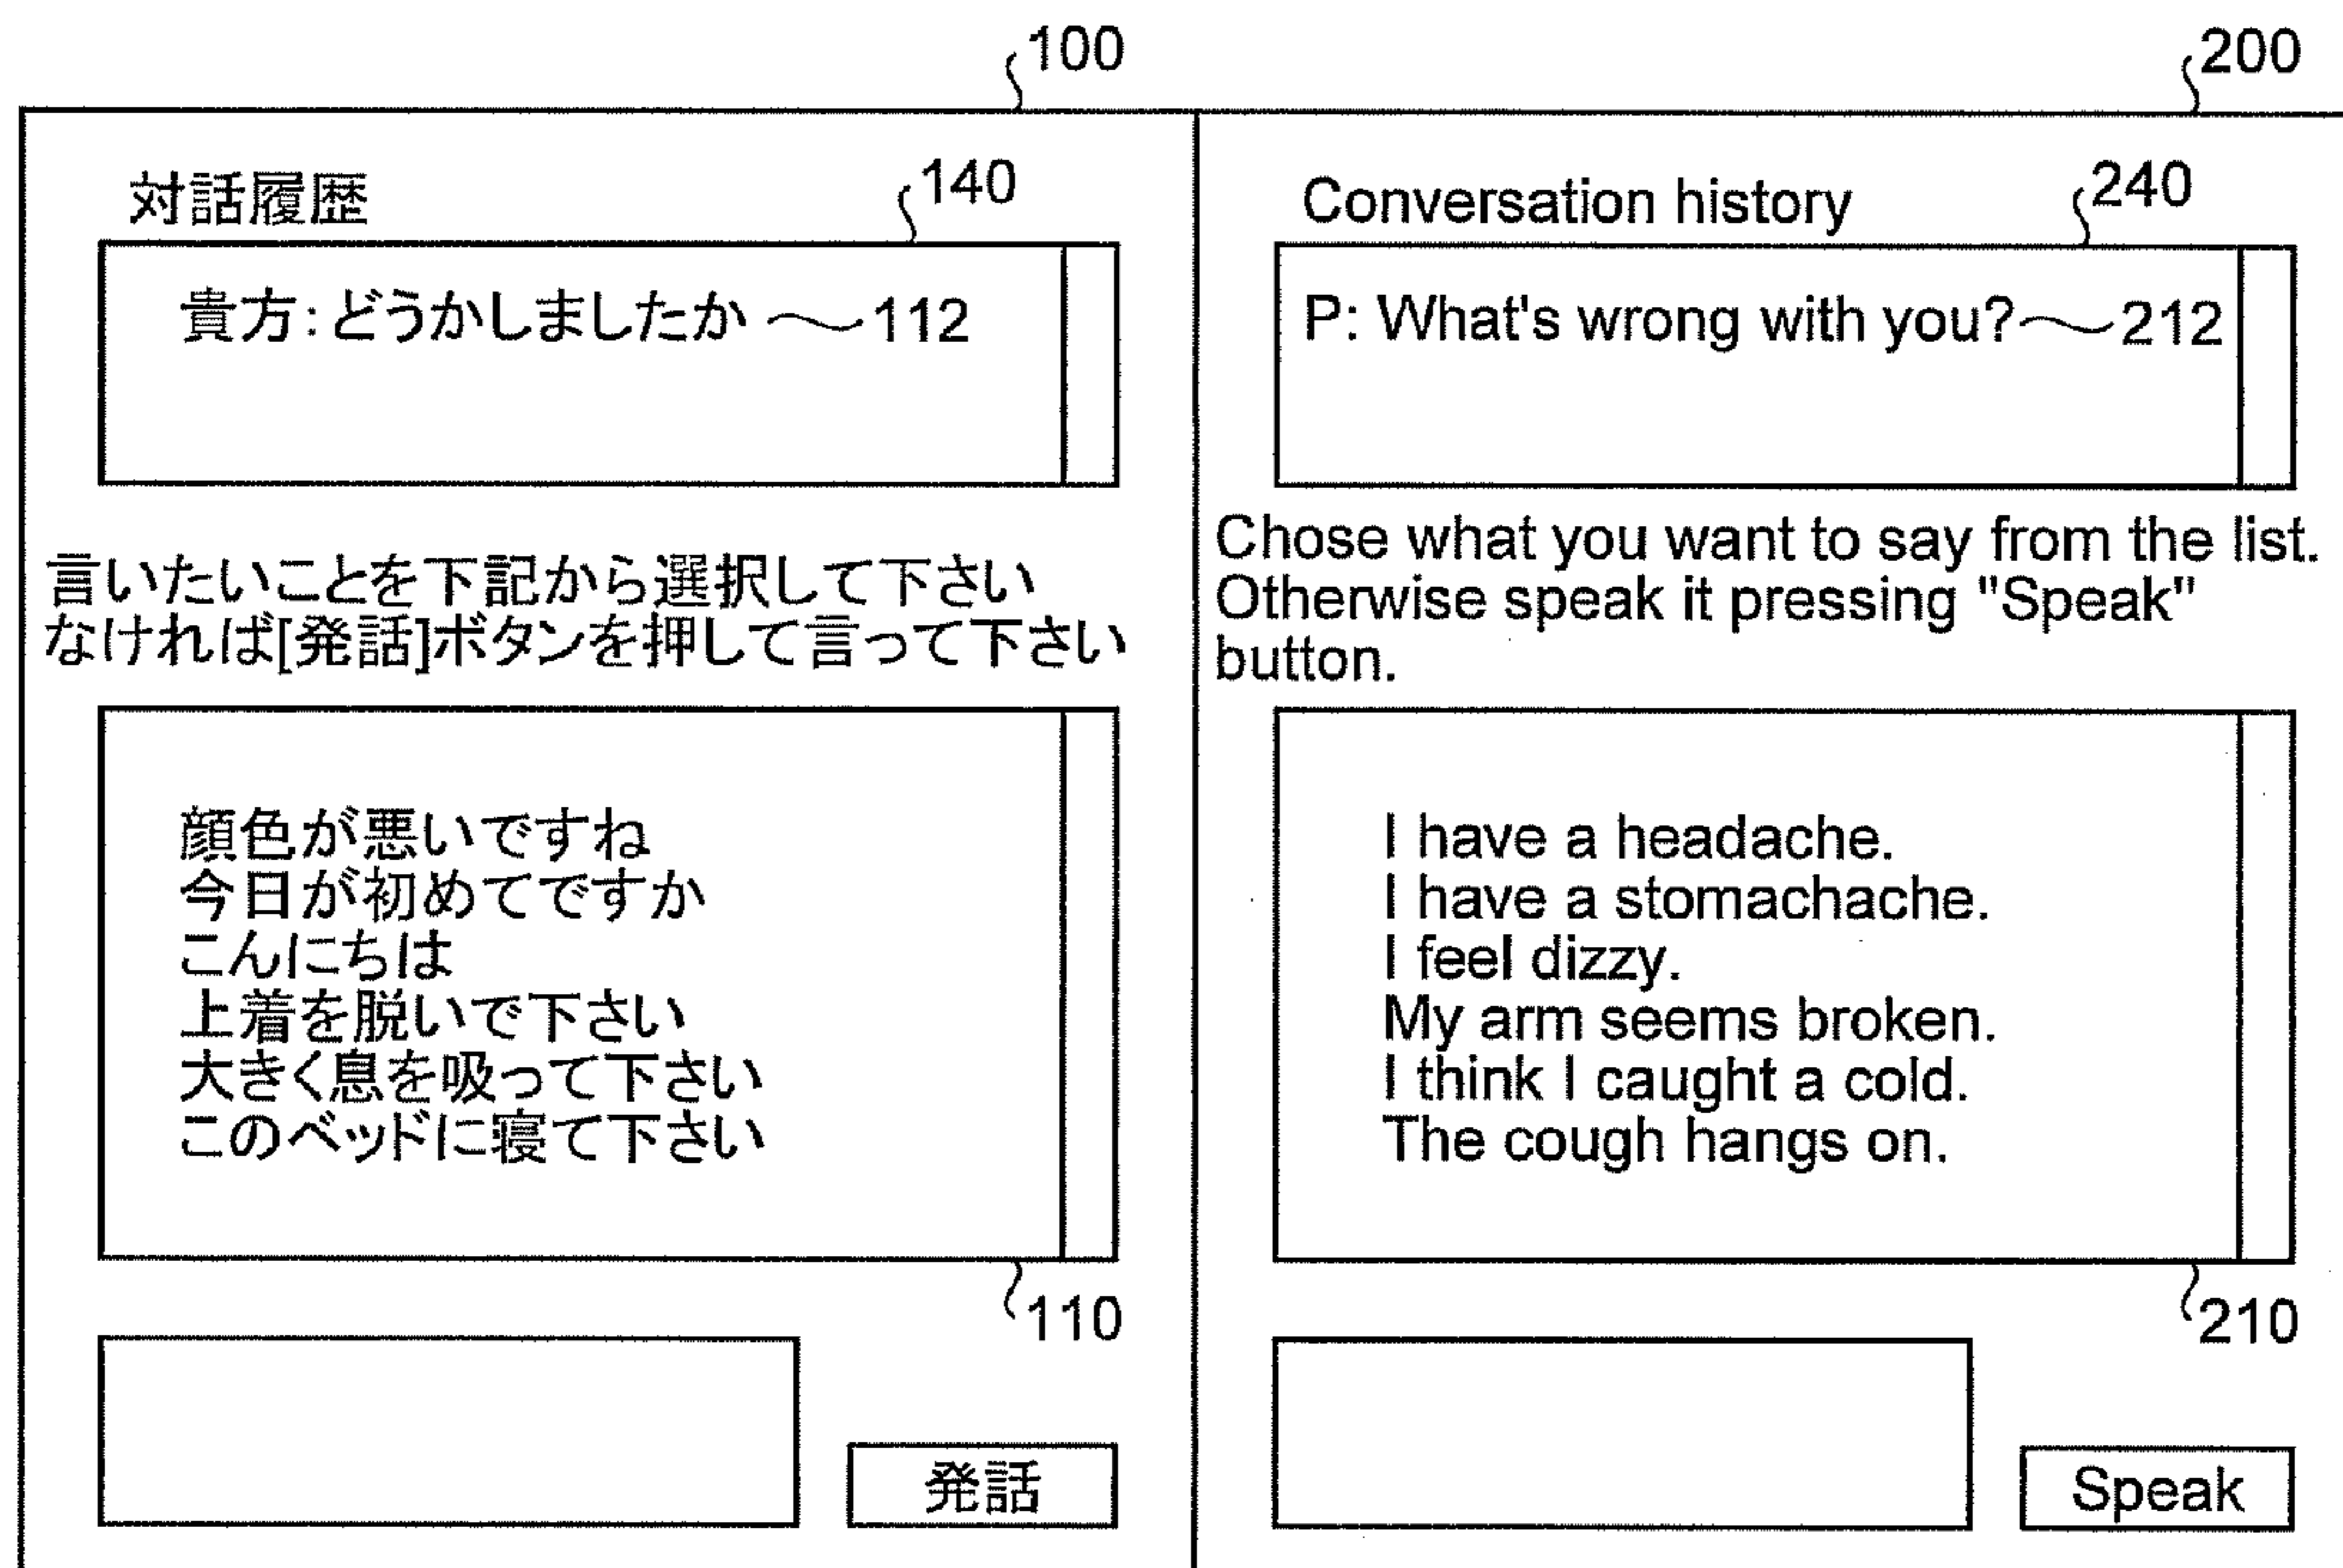 100
200
対話履歴
140
貴方:どうかしましたか 112
言いたいことを下記から選択して下さい
なければ[発話]ボタンを押して言って下さい
顔色が悪いですね
今日が初めてですか
こんにちは
上着を脱いで下さい
大きく息を吸って下さい
このベッドに寝て下さい
110
発話
Conversation history
240
P: What's wrong with you? 212
Chose what you want to say from the list.
Otherwise speak it pressing "Speak"
button.
I have a headache.
I have a stomachache.
I feel dizzy.
My arm seems broken.
I think I caught a cold.
The cough hangs on.
210
Speak